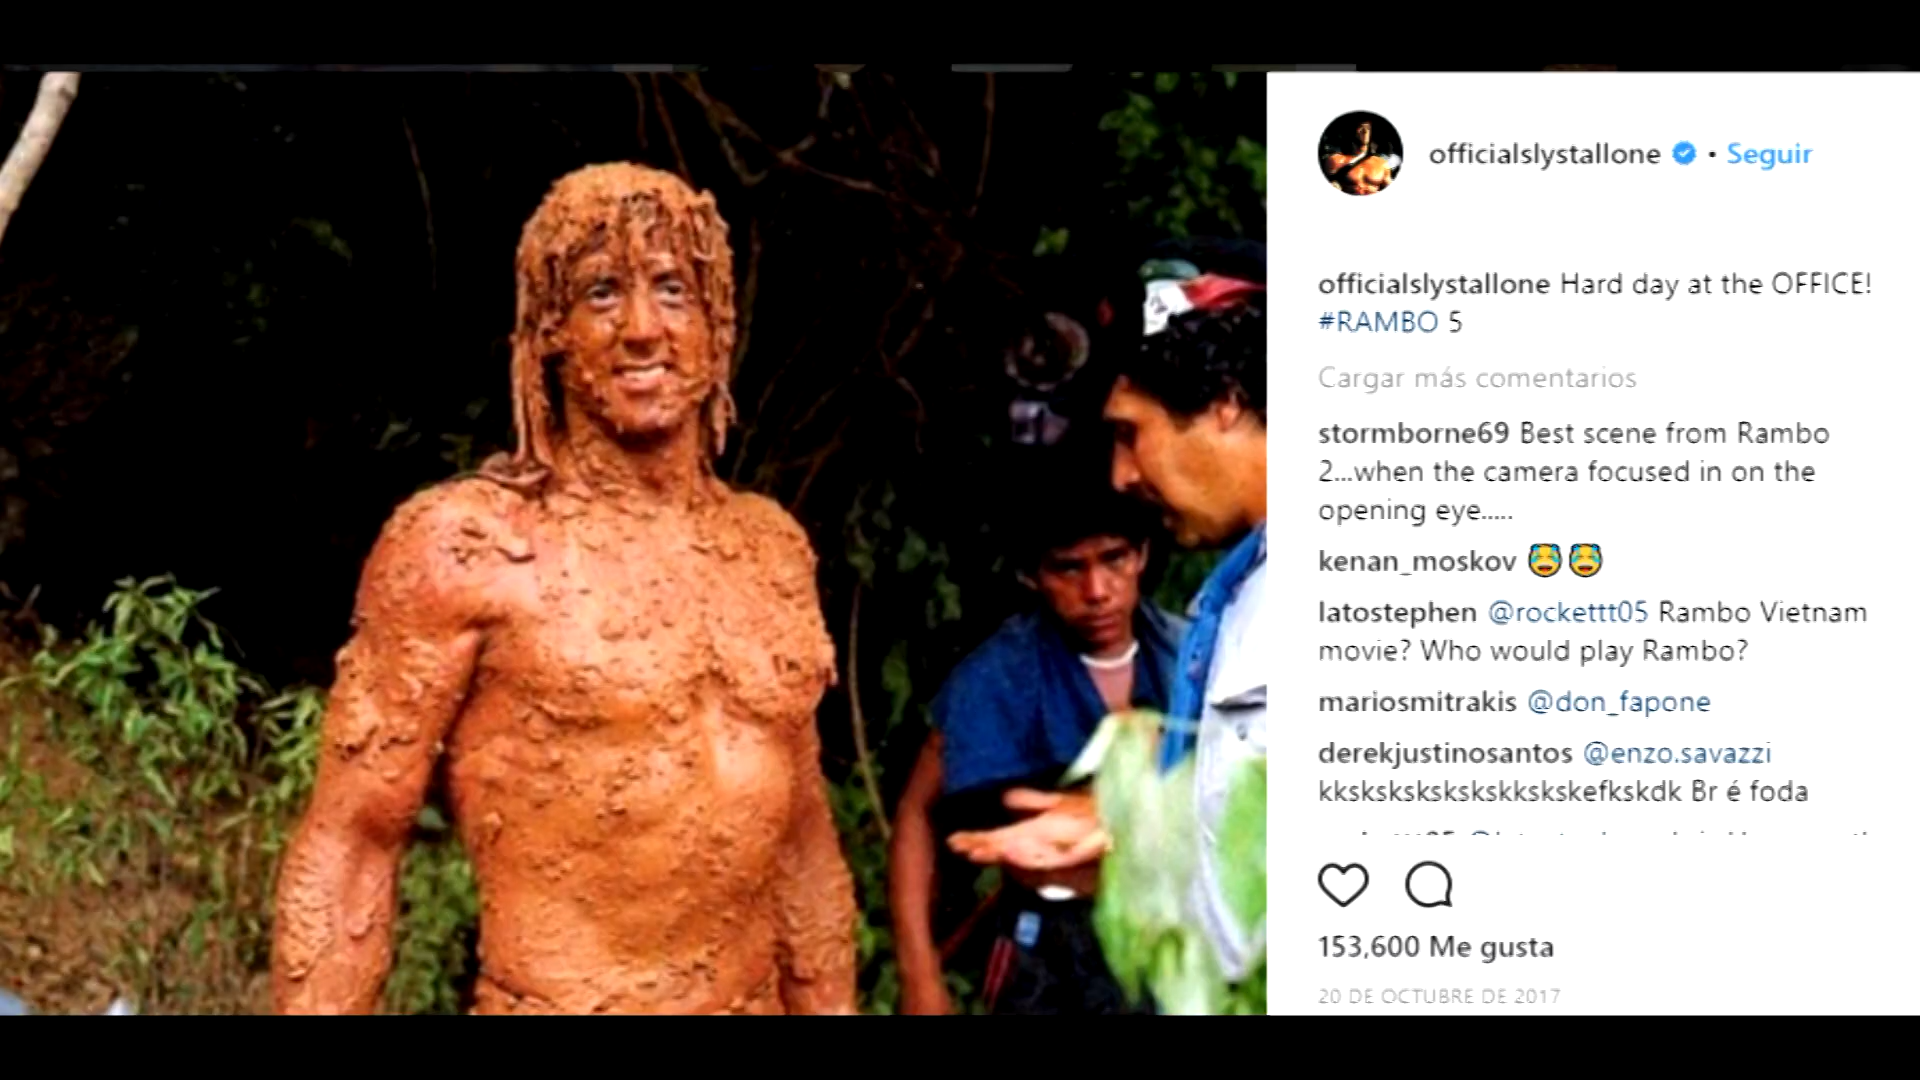 officialslystallone • Seguir
officialslystallone Hard day at the OFFICE!
#RAMBO 5
Cargar más comentarios
stormborne69 Best scene from Rambo
2...when the camera focused in on the
opening eye.....
kenan_moskov 😭😭
latostephen @rockettt05 Rambo Vietnam
movie? Who would play Rambo?
mariosmitrakis @don_fapone
derekjustinosantos @enzo.savazzi
kkskskskskskskkskskefkskdk Br é foda
153,600 Me gusta
20 DE OCTUBRE DE 2017